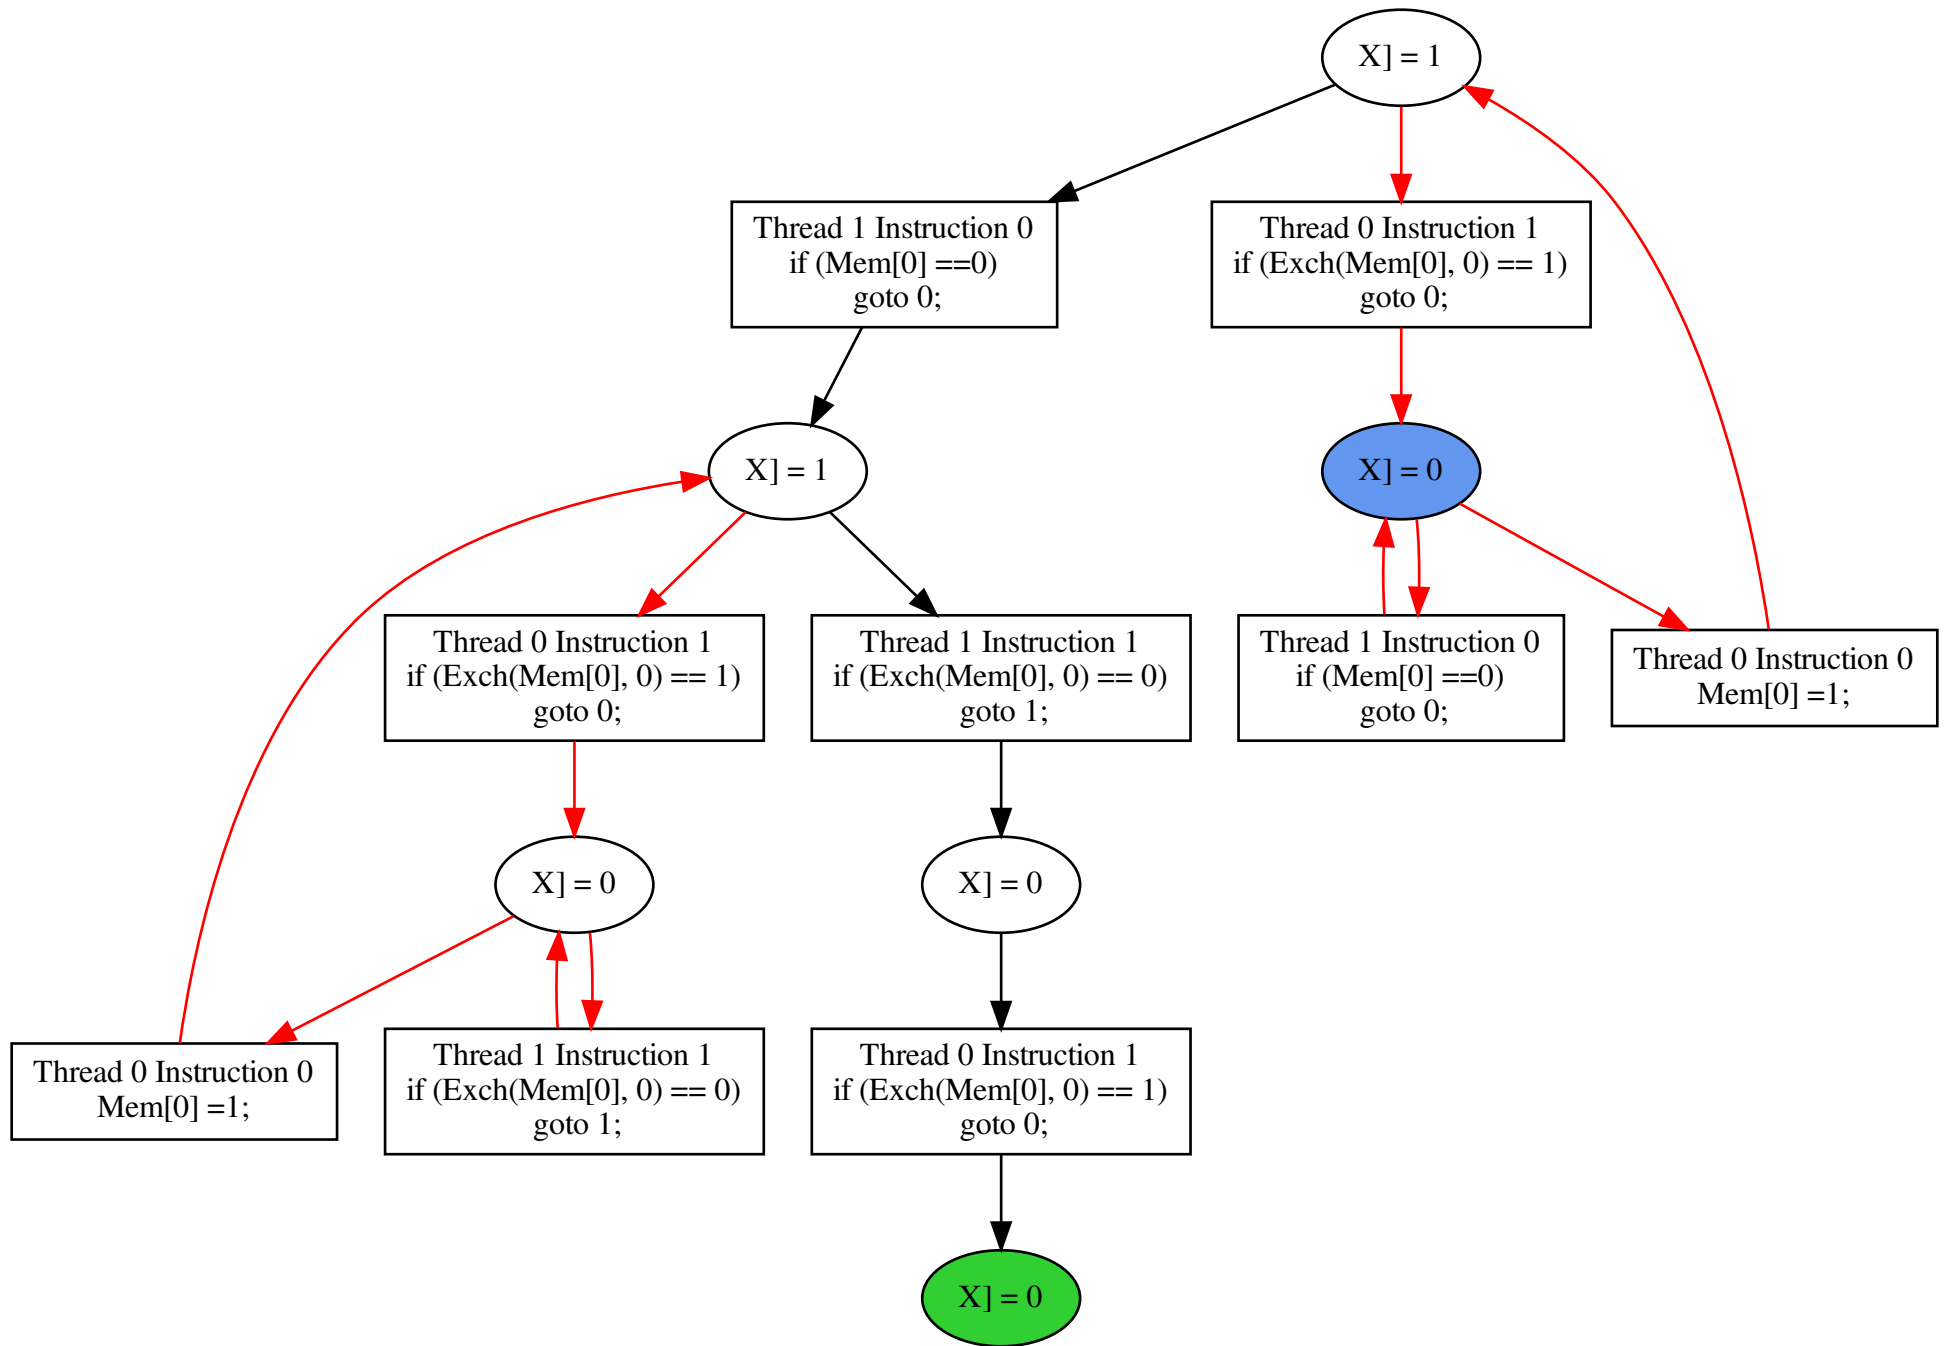 X] = 1
Thread 1 Instruction 0
if (Mem[0] ==0)
goto 0;
Thread 0 Instruction 1
if (Exch(Mem[0], 0) == 1)
goto 0;
X] = 1
X] = 0
Thread 0 Instruction 1
if (Exch(Mem[0], 0) == 1)
goto 0;
Thread 1 Instruction 1
if (Exch(Mem[0], 0) == 0)
goto 1;
Thread 1 Instruction 0
if (Mem[0] ==0)
goto 0;
Thread 0 Instruction 0
Mem[0] =1;
X] = 0
X] = 0
Thread 0 Instruction 0
Mem[0] =1;
Thread 1 Instruction 1
if (Exch(Mem[0], 0) == 0)
goto 1;
Thread 0 Instruction 1
if (Exch(Mem[0], 0) == 1)
goto 0;
X] = 0